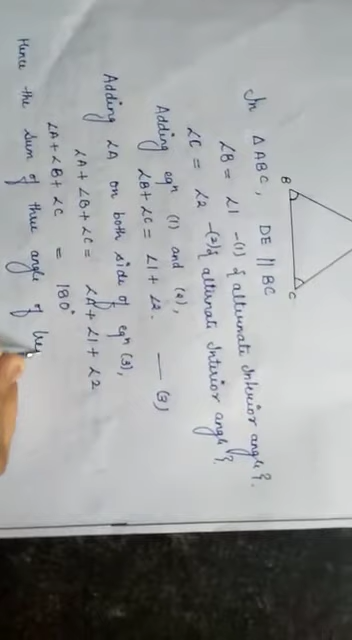 B
C
In ΔABC, DE || BC
∠B = ∠1 -(1) { alternate Interior angle}.
∠C = ∠2 -(2) { alternate Interior angle}.
Adding eqn (1) and (2),
∠B+∠C = ∠1+∠2. — (3)
Adding ∠A on both side of eqn (3),
∠A+∠B+∠C = ∠A+∠1+∠2
∠A+∠B+∠C = 180°
Hence the Sum of three angle of